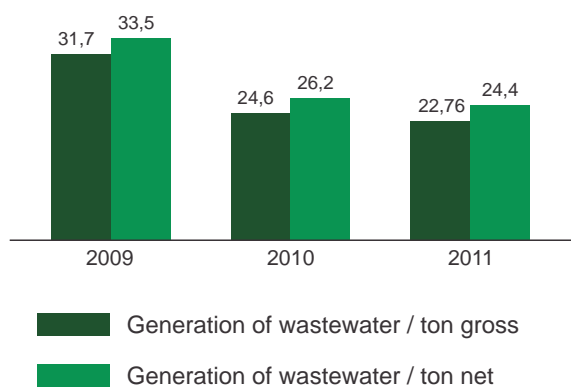 33,5
31,7
26,2
24,6
24,4
22,76
2009 2010 2011
Generation of wastewater / ton gross
Generation of wastewater / ton net